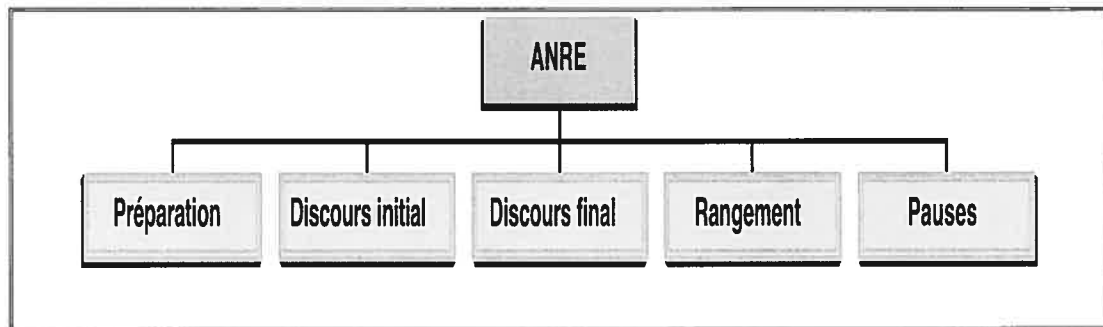 ANRE
Préparation
Discours initial
Discours final
Rangement
Pauses